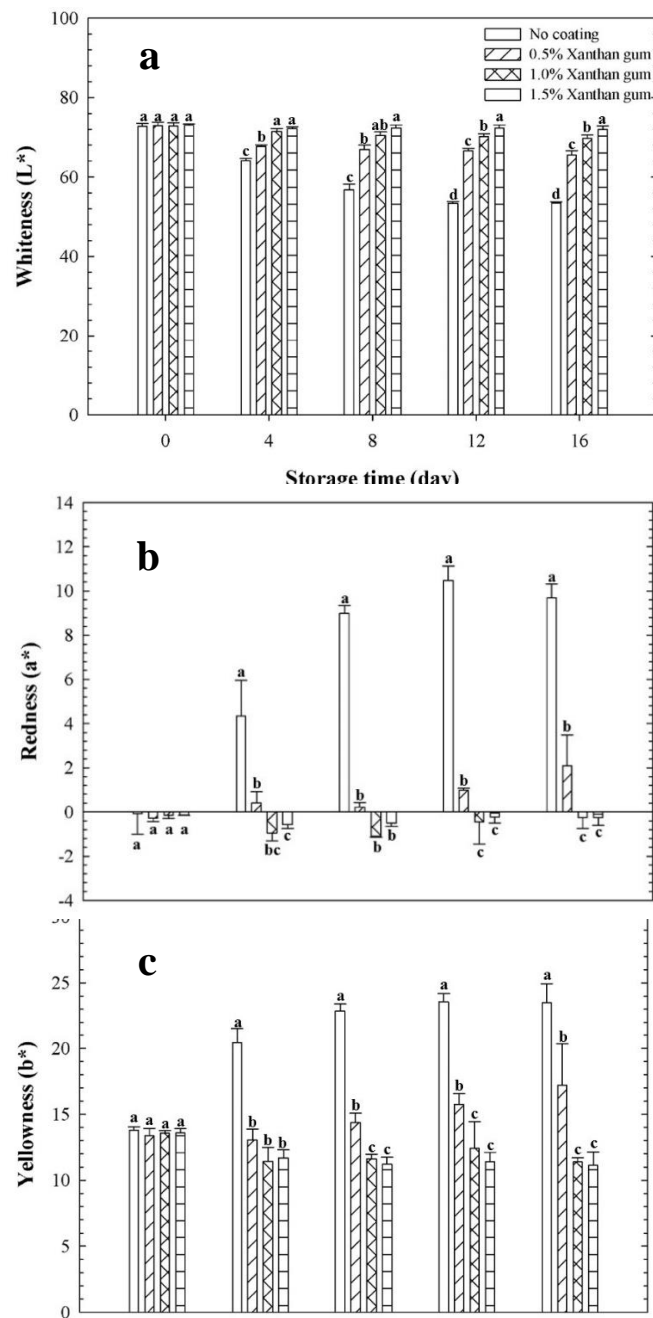 100
80
60
40
20
0
Whiteness (L*)
a
No coating
0.5% Xanthan gum
1.0% Xanthan gum
1.5% Xanthan gum
a a a a
c b a a
c b ab a
d c b a
d c b a
0 4 8 12 16
Storage time (day)
14
12
10
8
6
4
2
0
-2
-4
Redness (a*)
b
a a a a
a b bc c
a b b b
a b c c
a b c c
30
25
20
15
10
5
0
Yellowness (b*)
c
a a a a
a b b b
a b c c
a b c c
a b c c